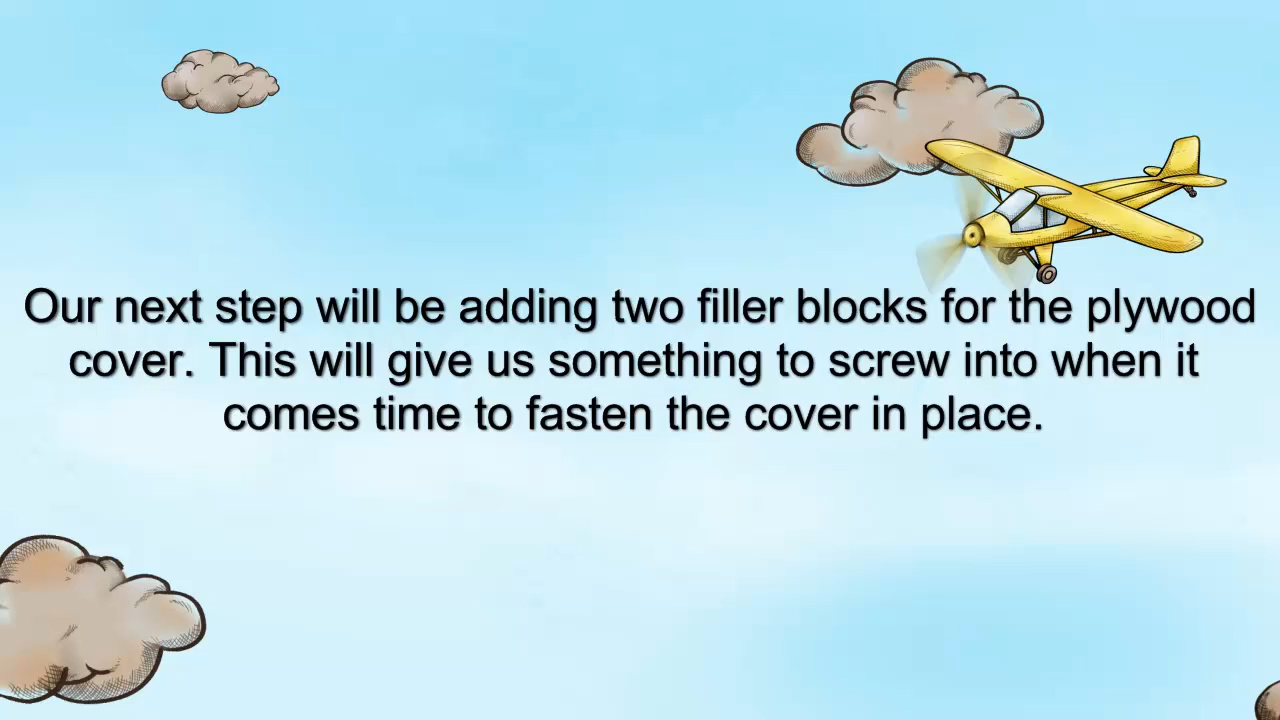 Our next step will be adding two filler blocks for the plywood
cover. This will give us something to screw into when it
comes time to fasten the cover in place.